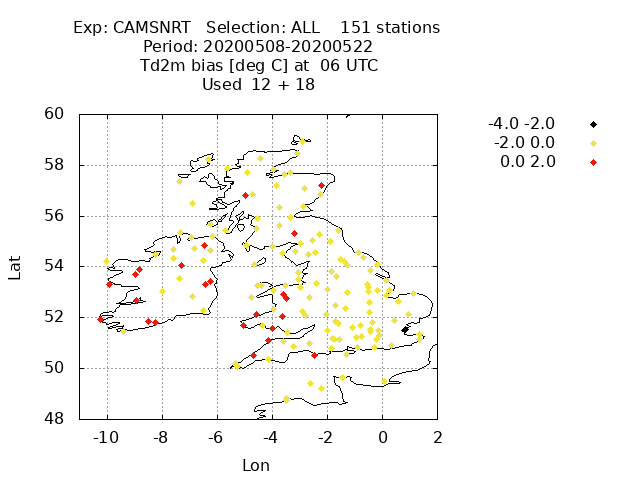 Exp: CAMSNRT Selection: ALL 151 stations
Period: 20200508-20200522
Td2m bias [deg C] at 06 UTC
Used 12 + 18
-4.0 -2.0
-2.0 0.0
0.0 2.0
60
58
56
54
52
50
48
Lat
-10 -8 -6 -4 -2 0 2
Lon